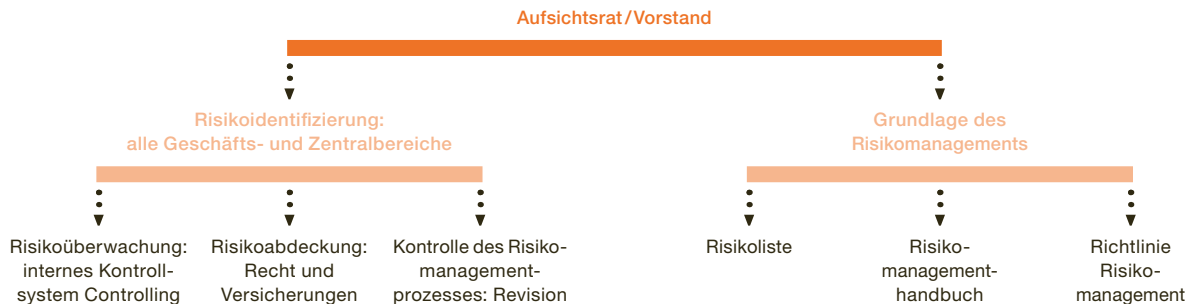 Aufsichtsrat/Vorstand
Risikoidentifizierung:
alle Geschäfts- und Zentralbereiche
Grundlage des
Risikomanagements
Risikoüberwachung:
internes Kontroll-
system Controlling
Risikoabdeckung:
Recht und
Versicherungen
Kontrolle des Risiko-
management-
prozesses: Revision
Risikoliste
Risiko-
management-
handbuch
Richtlinie
Risiko-
management